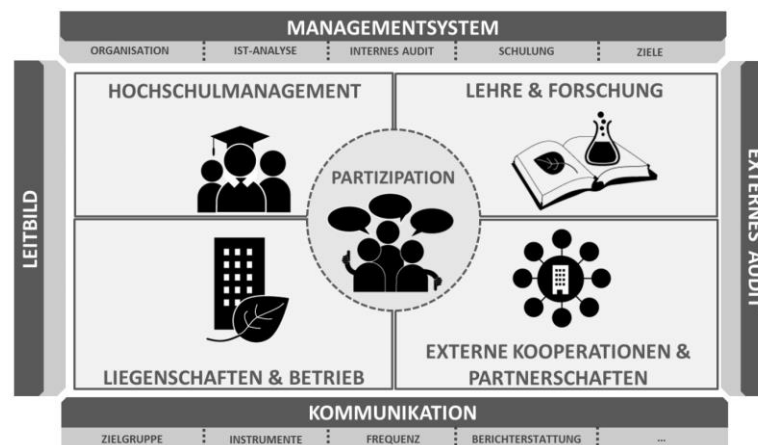 MANAGEMENTSYSTEM
ORGANISATION IST-ANALYSE INTERNES AUDIT SCHULUNG ZIELE
HOCHSCHULMANAGEMENT
LEHRE & FORSCHUNG
PARTIZIPATION
LEITBILD
EXTERNES AUDIT
LIEGENSCHAFTEN & BETRIEB
EXTERNE KOOPERATIONEN &
PARTNERSCHAFTEN
KOMMUNIKATION
ZIELGRUPPE INSTRUMENTE FREQUENZ BERICHTERSTATTUNG ...